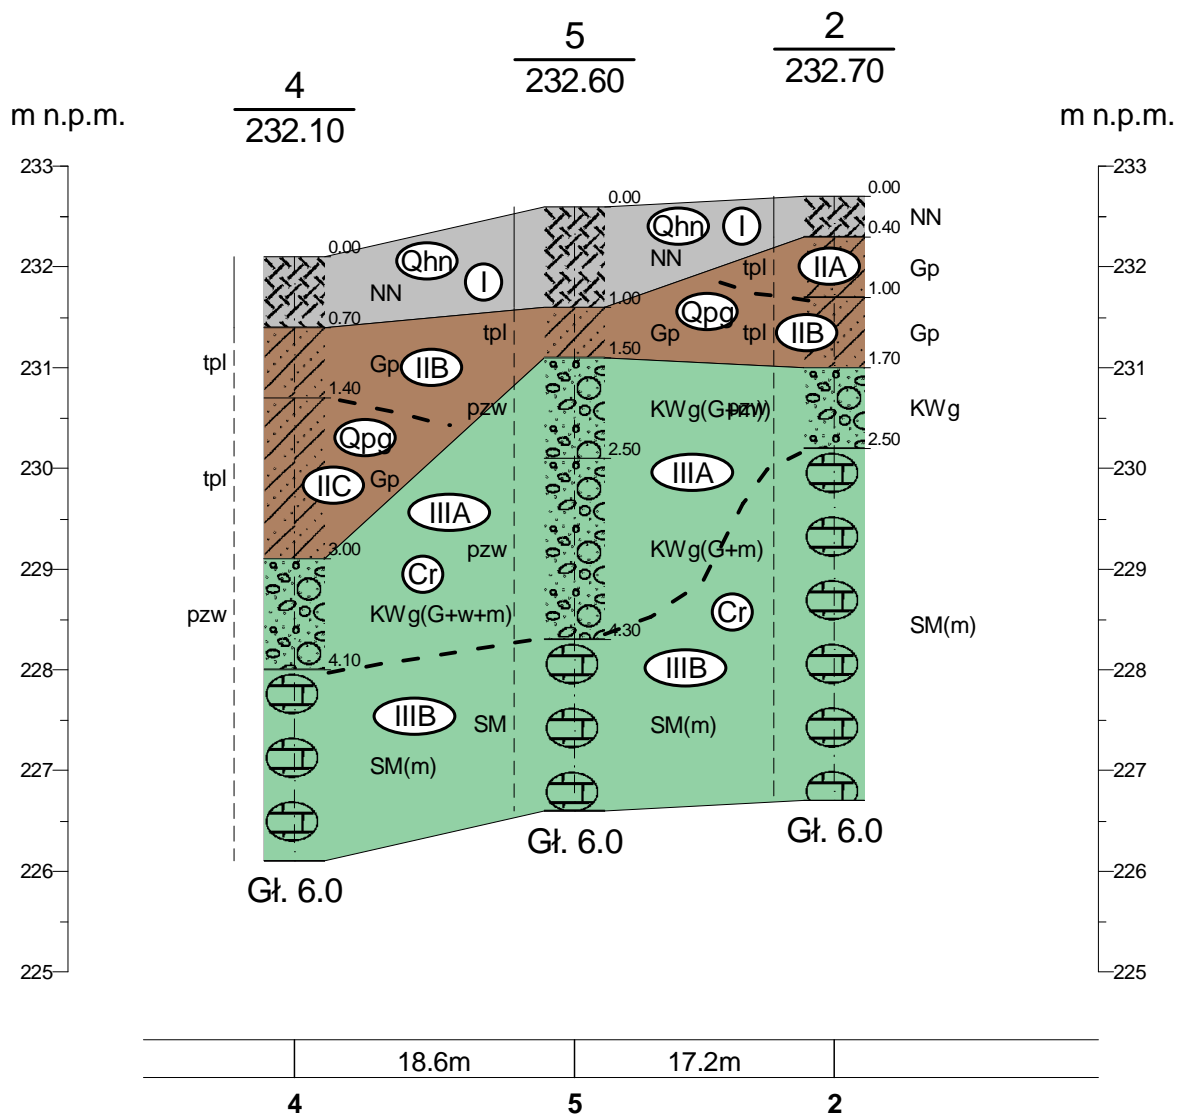 5
232.60
2
232.70
4
232.10
m n.p.m.
m n.p.m.
233
233
0.00
0.00
Qhn
I
NN
0.40
NN
0.00
Qhn
I
NN
232
tpl
IIA
Gp
232
1.00
1.00
Qpg
0.70
tpl
Gp
tpl
IIB
Gp
tpl
Gp
IIB
1.50
1.70
231
231
1.40
pzw
KWg(G+m)
pzw
KWg
Qpg
2.50
2.50
230
tpl
IIC
Gp
IIIA
230
IIIA
3.00
pzw
KWg(G+m)
229
Cr
229
pzw
KWg(G+w+m)
Cr
SM(m)
4.30
228
4.10
IIIB
228
IIIB
SM
SM(m)
SM(m)
227
227
Gł. 6.0
Gł. 6.0
226
Gł. 6.0
226
225
225
18.6m
17.2m
4
5
2